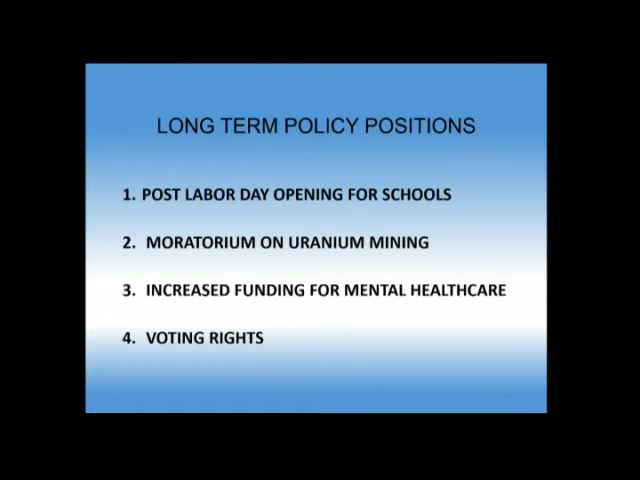 LONG TERM POLICY POSITIONS
1. POST LABOR DAY OPENING FOR SCHOOLS
2. MORATORIUM ON URANIUM MINING
3. INCREASED FUNDING FOR MENTAL HEALTHCARE
4. VOTING RIGHTS